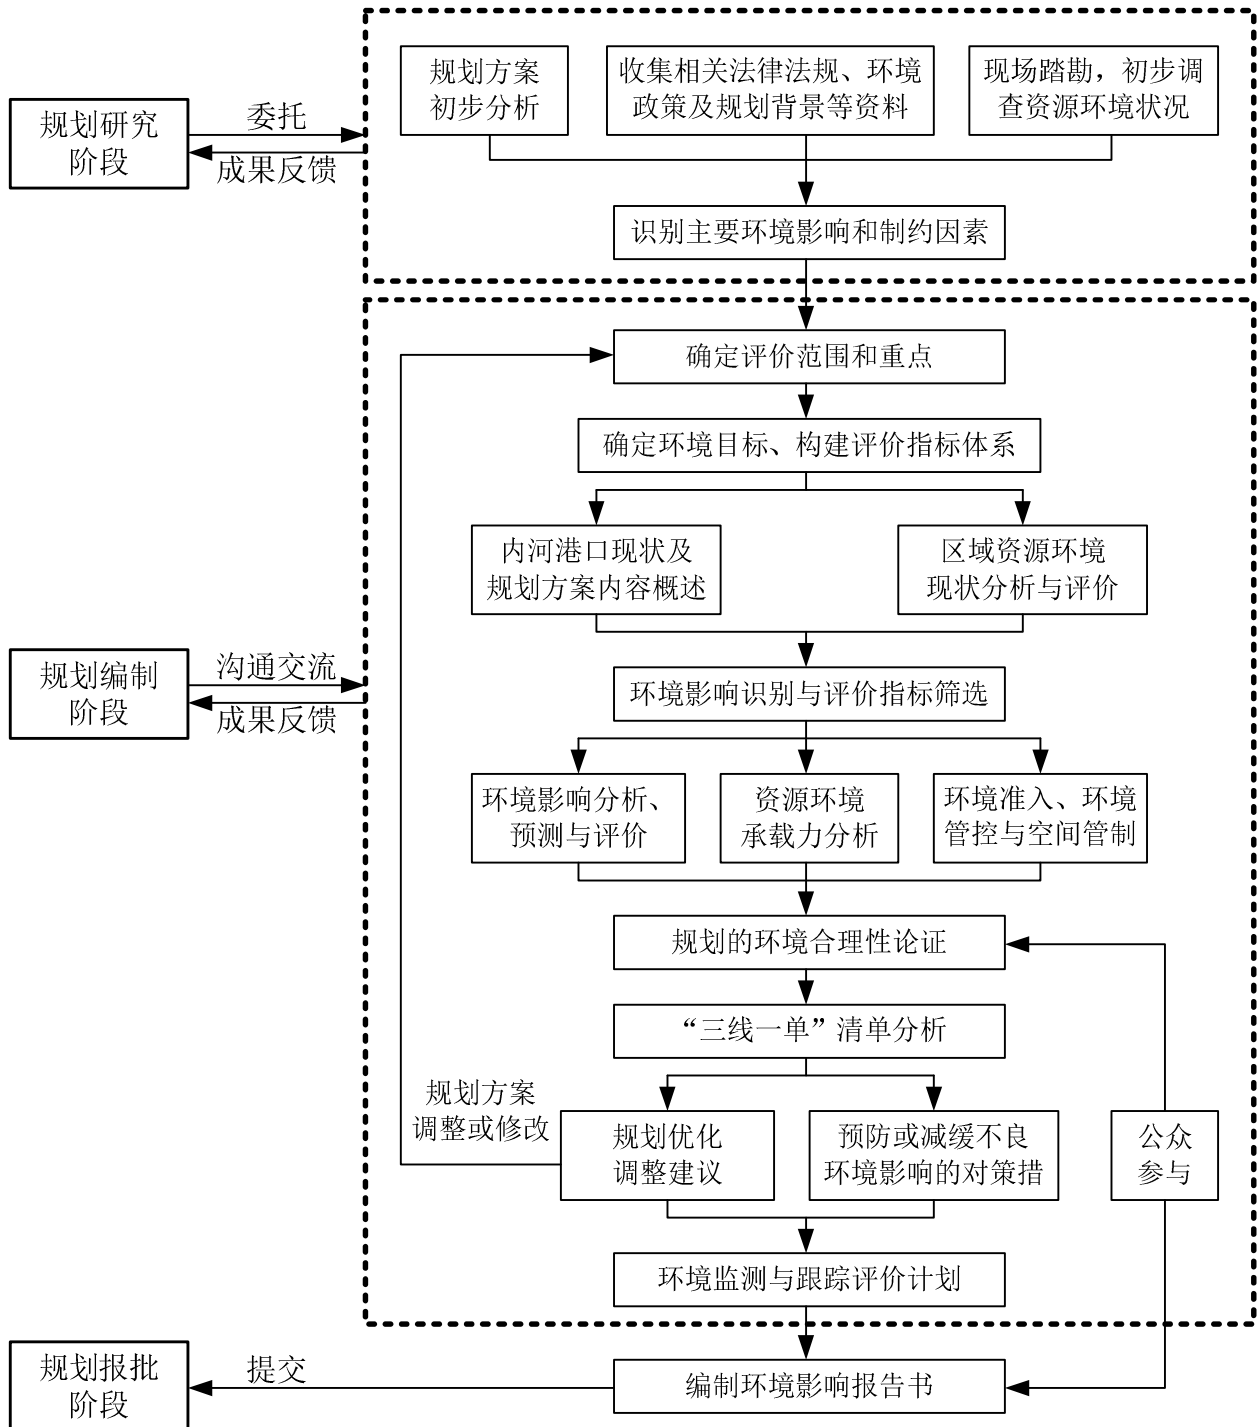 规划方案
初步分析
收集相关法律法规、环境
政策及规划背景等资料
现场踏勘，初步调
查资源环境状况
规划研究
阶段
委托
成果反馈
识别主要环境影响和制约因素
确定评价范围和重点
确定环境目标、构建评价指标体系
内河港口现状及
规划方案内容概述
区域资源环境
现状分析与评价
规划编制
阶段
沟通交流
成果反馈
环境影响识别与评价指标筛选
环境影响分析、
预测与评价
资源环境
承载力分析
环境准入、环境
管控与空间管制
规划的环境合理性论证
“三线一单”清单分析
规划方案
调整或修改
规划优化
调整建议
预防或减缓不良
环境影响的对策措
公众
参与
环境监测与跟踪评价计划
规划报批
阶段
提交
编制环境影响报告书